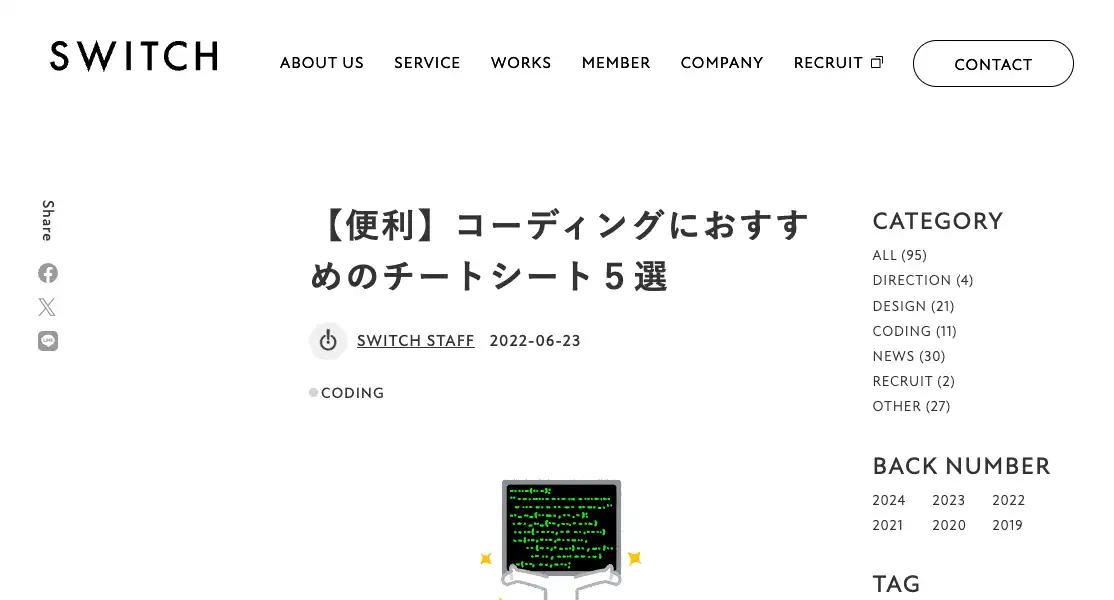 SWITCH
ABOUT US
SERVICE
WORKS
MEMBER
COMPANY
RECRUIT
CONTACT
Share
LINE
【便利】コーディングにおすす
めのチートシート5選
SWITCH STAFF 2022-06-23
CODING
CATEGORY
ALL (95)
DIRECTION (4)
DESIGN (21)
CODING (11)
NEWS (30)
RECRUIT (2)
OTHER (27)
BACK NUMBER
2024 2023 2022
2021 2020 2019
TAG